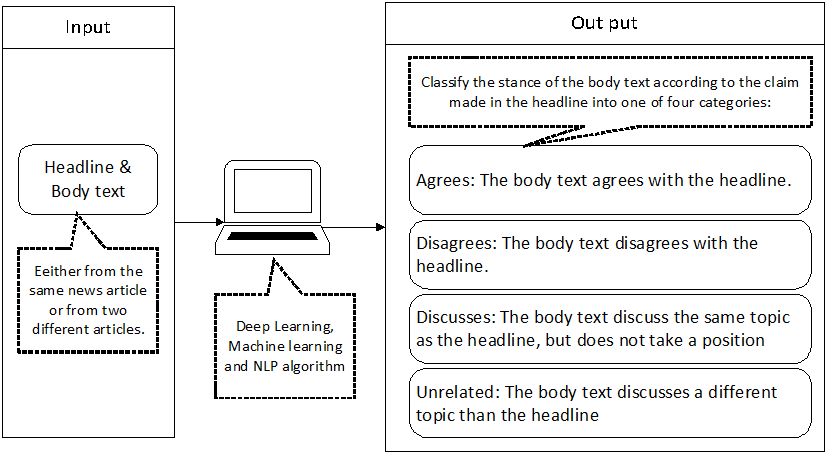 Input
Headline &
Body text
Eeither from the
same news article
or from two
different articles.
Deep Learning,
Machine learning
and NLP algorithm
Out put
Classify the stance of the body text according to the claim
made in the headline into one of four categories:
Agrees: The body text agrees with the headline.
Disagrees: The body text disagrees with the
headline.
Discusses: The body text discuss the same topic
as the headline, but does not take a position
Unrelated: The body text discusses a different
topic than the headline